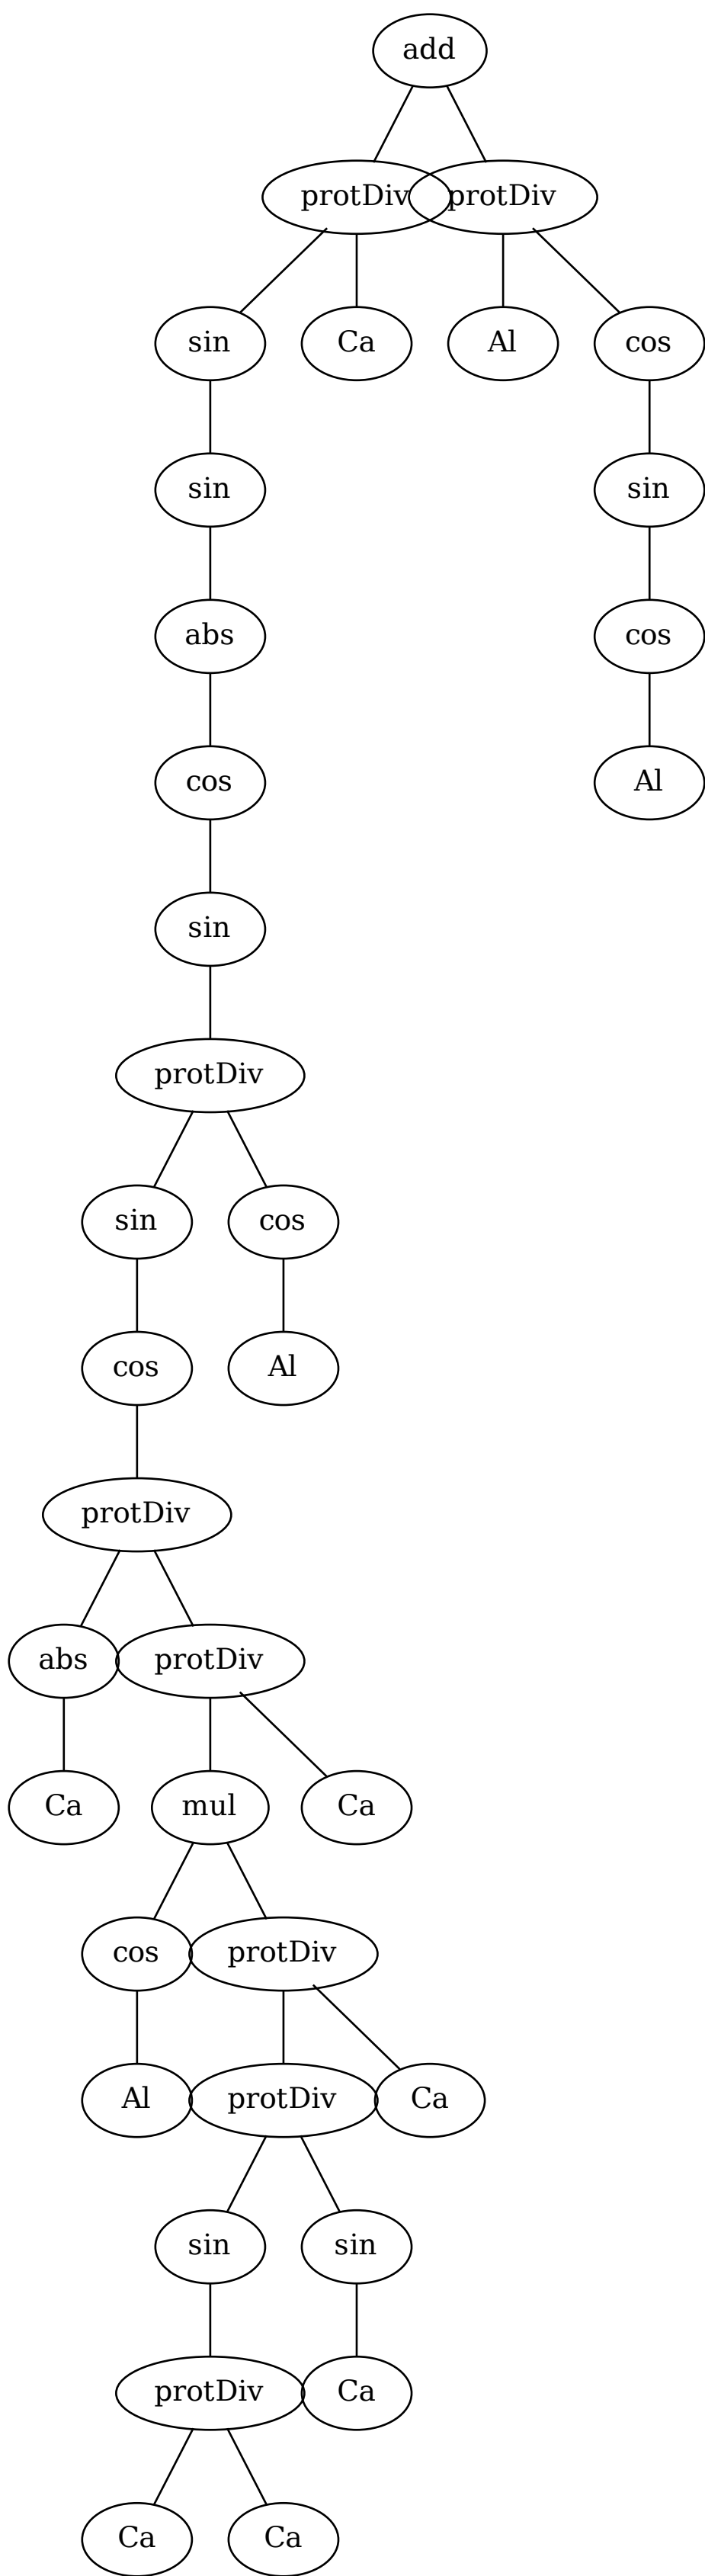 add
protDiv protDiv
sin Ca Al cos
sin sin
abs cos
cos Al
sin
protDiv
sin cos
cos Al
protDiv
abs protDiv
Ca mul Ca
cos protDiv
Al protDiv Ca
sin sin
protDiv Ca
Ca Ca